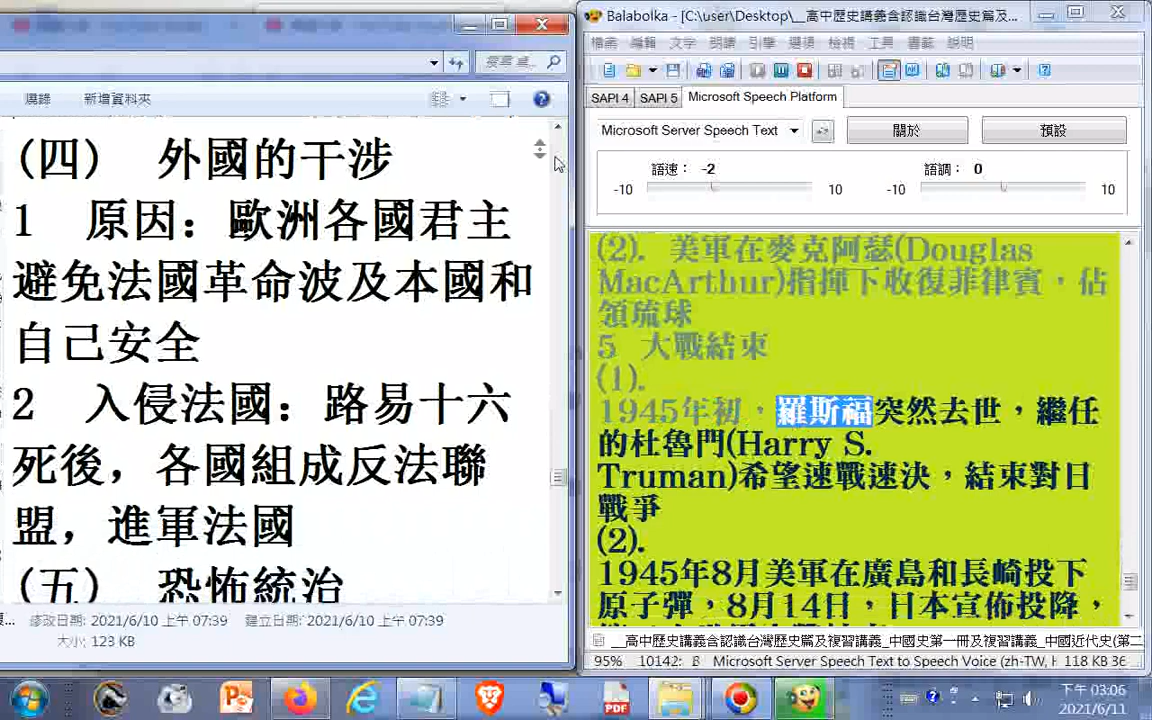 搜尋 桌...
燒錄 新增資料夾
(四) 外國的干涉
1 原因：歐洲各國君主
避免法國革命波及本國和
自己安全
2 入侵法國：路易十六
死後，各國組成反法聯
盟，進軍法國
(五) 恐怖統治
修改日期: 2021/6/10 上午 07:39 建立日期: 2021/6/10 上午 07:39
大小: 123 KB
Balabolka - [C:\user\Desktop\__高中歷史講義含認識台灣歷史篇及...
檔案 編輯 文字 朗讀 引擎 選項 檢視 工具 書籤 說明
SAPI 4 SAPI 5 Microsoft Speech Platform
Microsoft Server Speech Text 關於 預設
語速: -2 語調: 0
-10 10 -10 10
(2). 美軍在麥克阿瑟(Douglas
MacArthur)指揮下收復菲律賓，佔
領琉球
5 大戰結束
(1).
1945年初，羅斯福突然去世，繼任
的杜魯門(Harry S.
Truman)希望速戰速決，結束對日
戰爭
(2).
1945年8月美軍在廣島和長崎投下
原子彈，8月14日，日本宣佈投降，
__高中歷史講義含認識台灣歷史篇及複習講義_中國史第一冊及複習講義_中國近代史(第二
95% 10142: Microsoft Server Speech Text to Speech Voice (zh-TW, H 118 KB 36
PDF
下午 03:06
2021/6/11